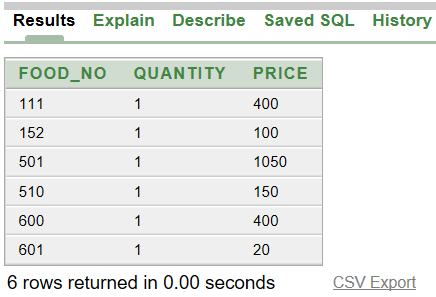 Results Explain Describe Saved SQL History
FOOD_NO QUANTITY PRICE
111 1 400
152 1 100
501 1 1050
510 1 150
600 1 400
601 1 20
6 rows returned in 0.00 seconds CSV Export